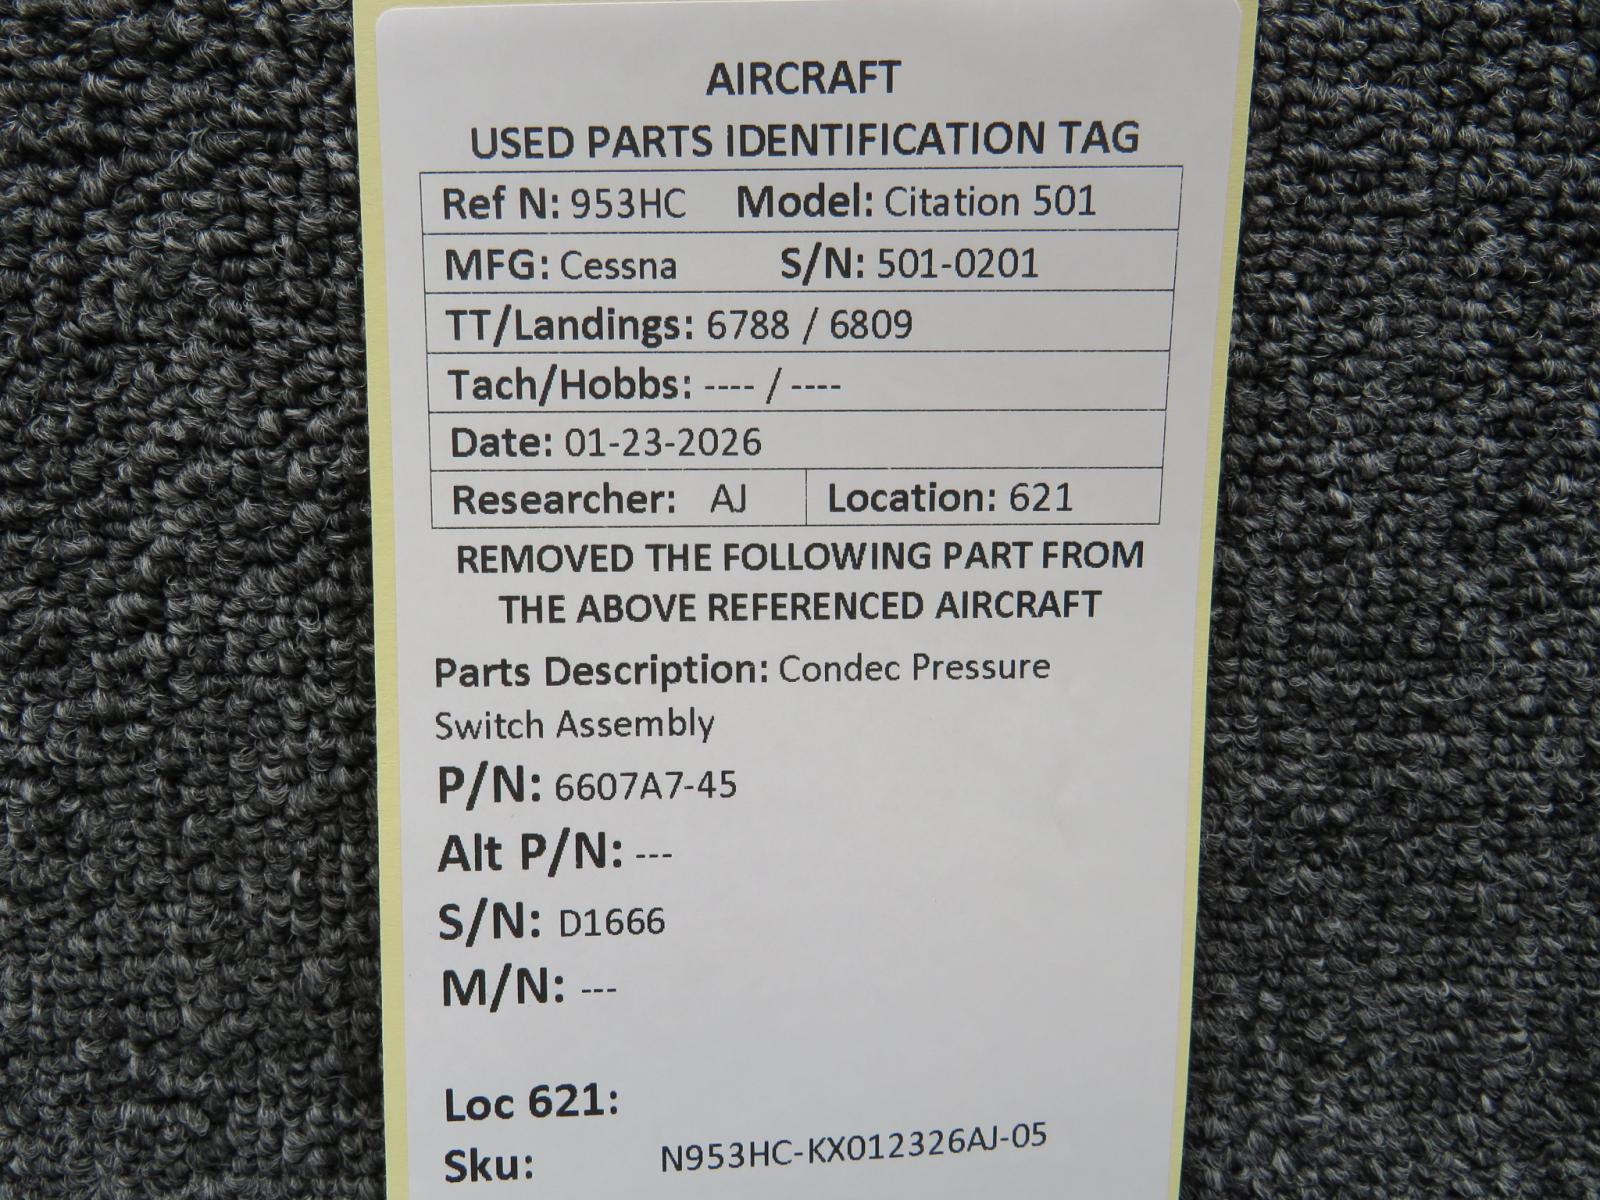 AIRCRAFT
USED PARTS IDENTIFICATION TAG
Ref N: 953HC Model: Citation 501
MFG: Cessna S/N: 501-0201
TT/Landings: 6788 / 6809
Tach/Hobbs: ---- / ----
Date: 01-23-2026
Researcher: AJ Location: 621
REMOVED THE FOLLOWING PART FROM
THE ABOVE REFERENCED AIRCRAFT
Parts Description: Condec Pressure
Switch Assembly
P/N: 6607A7-45
Alt P/N: ---
S/N: D1666
M/N: ---
Loc 621:
Sku: N953HC-KX012326AJ-05